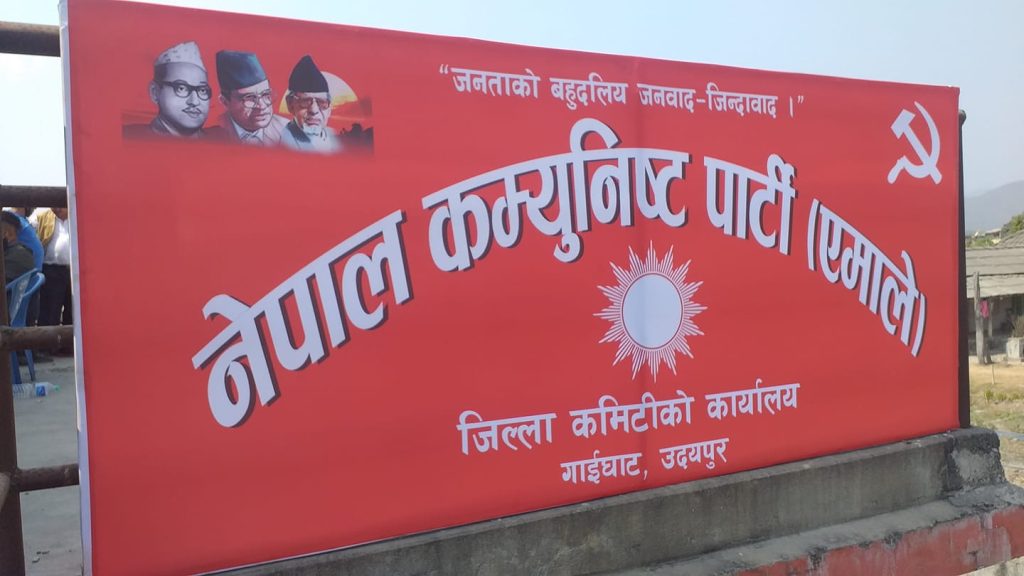 “जनताको बहुदलिय जनवाद-जिन्दावाद ।”
नेपाल कम्युनिष्ट पार्टी (एमाले)
जिल्ला कमिटीको कार्यालय
गाईघाट, उदयपुर